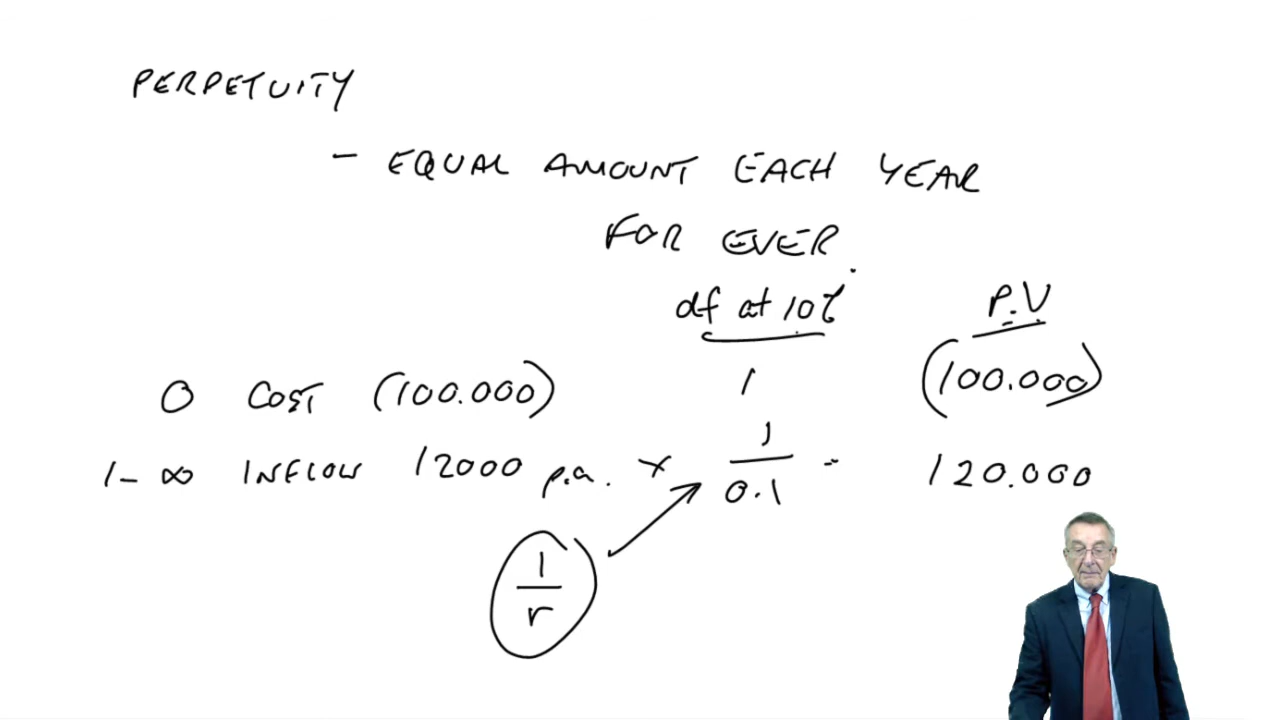 PERPETUITY
- EQUAL AMOUNT EACH YEAR
FOR EVER.
df at 10% P.V
0 COST (100.000) 1 (100.000)
1-∞ INFLOW 12000 p.a. × 1/0.1 = 120.000
1/r